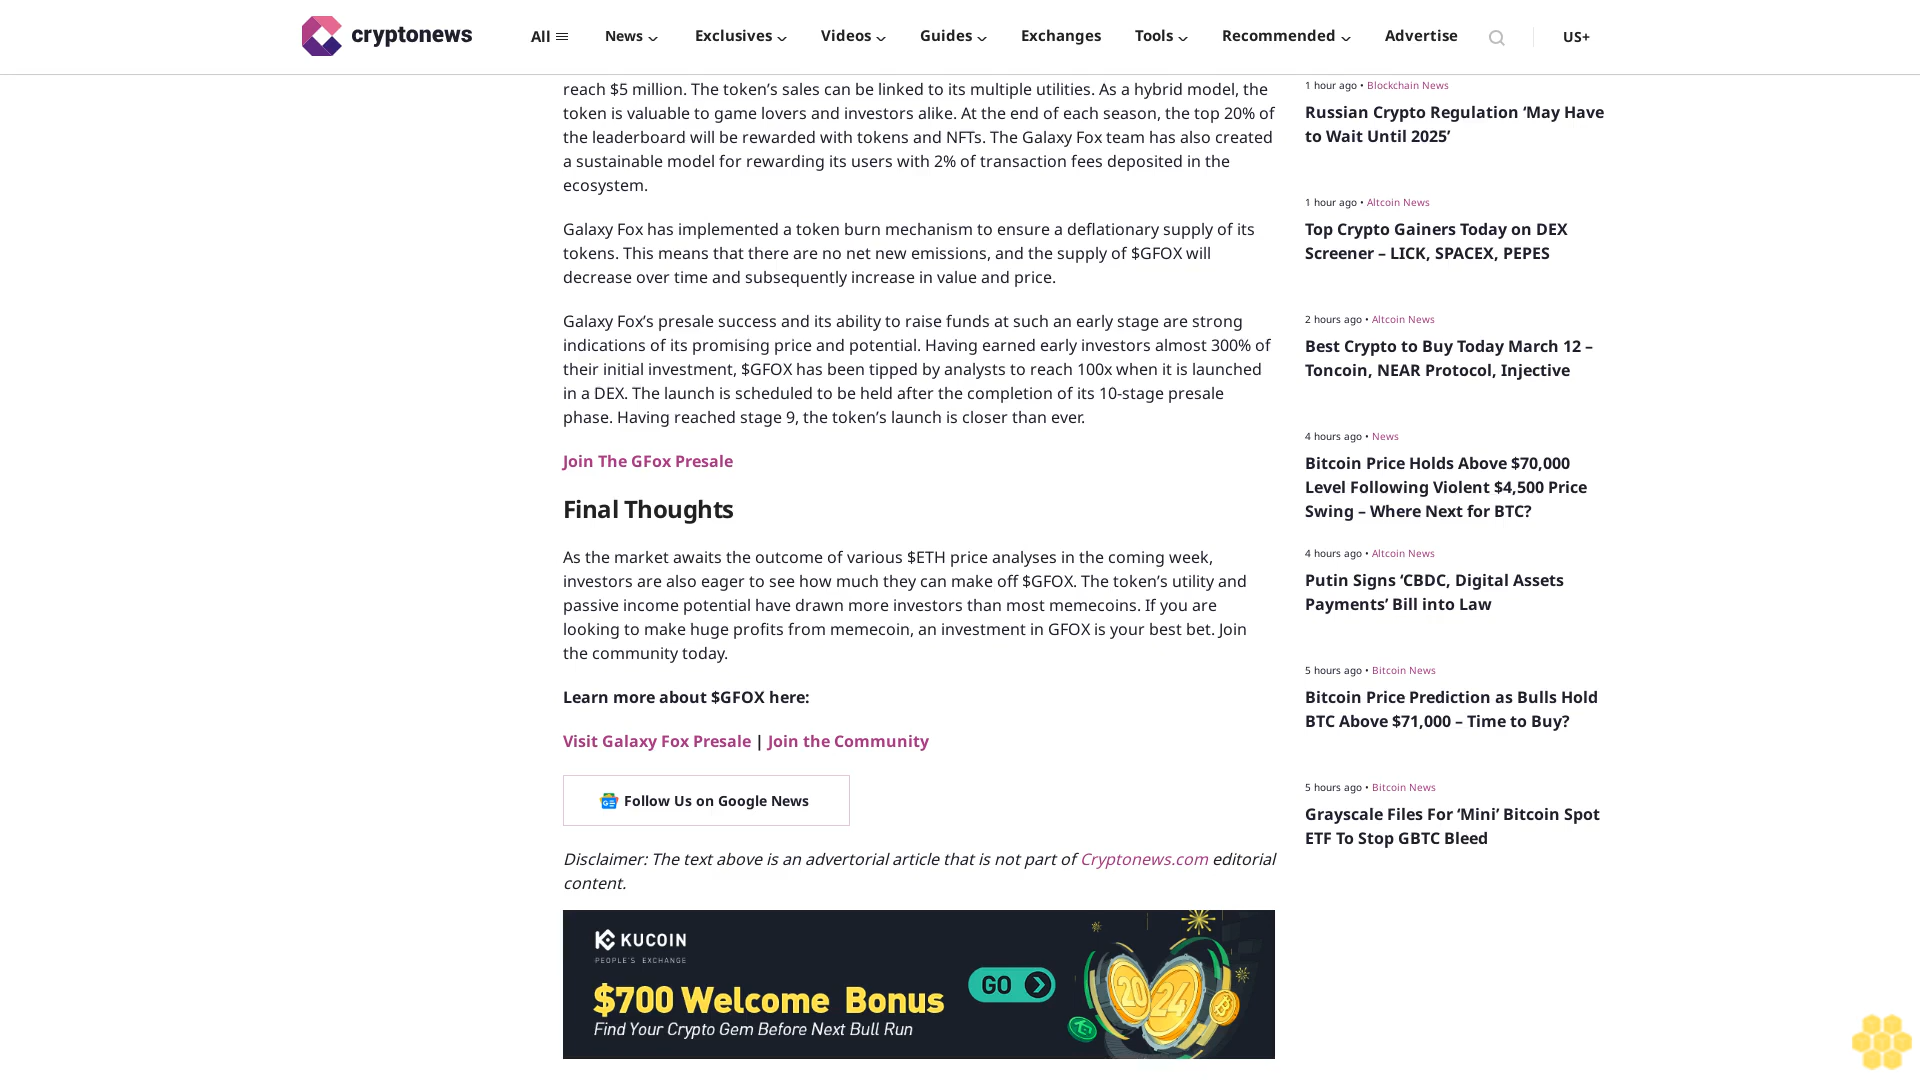 cryptonews
All
News
Exclusives
Videos
Guides
Exchanges
Tools
Recommended
Advertise
US+
reach $5 million. The token’s sales can be linked to its multiple utilities. As a hybrid model, the
token is valuable to game lovers and investors alike. At the end of each season, the top 20% of
the leaderboard will be rewarded with tokens and NFTs. The Galaxy Fox team has also created
a sustainable model for rewarding its users with 2% of transaction fees deposited in the
ecosystem.
Galaxy Fox has implemented a token burn mechanism to ensure a deflationary supply of its
tokens. This means that there are no net new emissions, and the supply of $GFOX will
decrease over time and subsequently increase in value and price.
Galaxy Fox’s presale success and its ability to raise funds at such an early stage are strong
indications of its promising price and potential. Having earned early investors almost 300% of
their initial investment, $GFOX has been tipped by analysts to reach 100x when it is launched
in a DEX. The launch is scheduled to be held after the completion of its 10-stage presale
phase. Having reached stage 9, the token’s launch is closer than ever.
Join The GFox Presale
Final Thoughts
As the market awaits the outcome of various $ETH price analyses in the coming week,
investors are also eager to see how much they can make off $GFOX. The token’s utility and
passive income potential have drawn more investors than most memecoins. If you are
looking to make huge profits from memecoin, an investment in GFOX is your best bet. Join
the community today.
Learn more about $GFOX here:
Visit Galaxy Fox Presale | Join the Community
Follow Us on Google News
Disclaimer: The text above is an advertorial article that is not part of Cryptonews.com editorial
content.
KUCOIN
PEOPLE'S EXCHANGE
$700 Welcome Bonus
Find Your Crypto Gem Before Next Bull Run
GO
20
24
1 hour ago • Blockchain News
Russian Crypto Regulation ‘May Have
to Wait Until 2025’
1 hour ago • Altcoin News
Top Crypto Gainers Today on DEX
Screener – LICK, SPACEX, PEPES
2 hours ago • Altcoin News
Best Crypto to Buy Today March 12 –
Toncoin, NEAR Protocol, Injective
4 hours ago • News
Bitcoin Price Holds Above $70,000
Level Following Violent $4,500 Price
Swing – Where Next for BTC?
4 hours ago • Altcoin News
Putin Signs ‘CBDC, Digital Assets
Payments’ Bill into Law
5 hours ago • Bitcoin News
Bitcoin Price Prediction as Bulls Hold
BTC Above $71,000 – Time to Buy?
5 hours ago • Bitcoin News
Grayscale Files For ‘Mini’ Bitcoin Spot
ETF To Stop GBTC Bleed